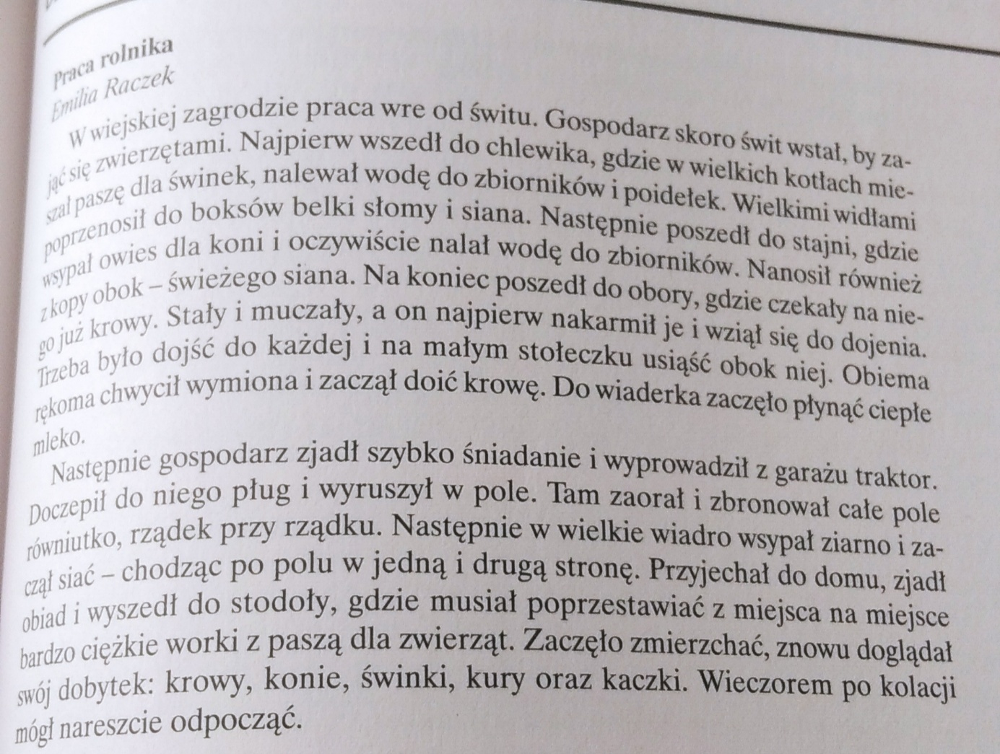 Praca rolnika
Emilia Raczek
W wiejskiej zagrodzie praca wre od świtu. Gospodarz skoro świt wstał, by za-
jąć się zwierzętami. Najpierw wszedł do chlewika, gdzie w wielkich kotłach mie-
szał paszę dla świnek, nalewał wodę do zbiorników i poidełek. Wielkimi widłami
poprzenosił do boksów belki słomy i siana. Następnie poszedł do stajni, gdzie
wsypał owies dla koni i oczywiście nalał wodę do zbiorników. Nanosił również
z kopy obok – świeżego siana. Na koniec poszedł do obory, gdzie czekały na nie-
go już krowy. Stały i muczały, a on najpierw nakarmił je i wziął się do dojenia.
Trzeba było dojść do każdej i na małym stołeczku usiąść obok niej. Obiema
rękoma chwycił wymiona i zaczął doić krowę. Do wiaderka zaczęło płynąć ciepłe
mleko.
Następnie gospodarz zjadł szybko śniadanie i wyprowadził z garażu traktor.
Doczepił do niego pług i wyruszył w pole. Tam zaorał i zbronował całe pole
równiutko, rządek przy rządku. Następnie w wielkie wiadro wsypał ziarno i za-
czął siać – chodząc po polu w jedną i drugą stronę. Przyjechał do domu, zjadł
obiad i wyszedł do stodoły, gdzie musiał poprzestawiać z miejsca na miejsce
bardzo ciężkie worki z paszą dla zwierząt. Zaczęło zmierzchać, znowu doglądał
swój dobytek: krowy, konie, świnki, kury oraz kaczki. Wieczorem po kolacji
mógł nareszcie odpocząć.